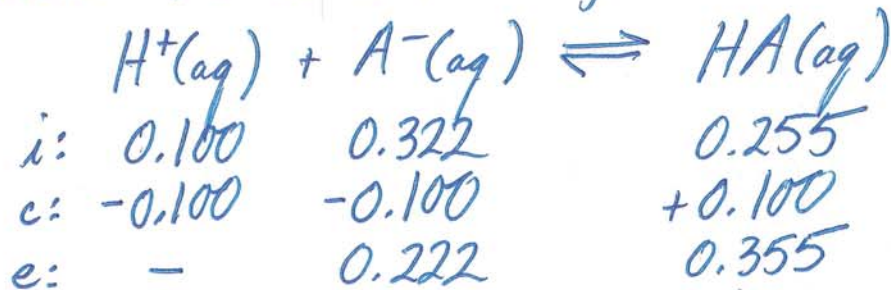 H⁺(aq) + A⁻(aq) ⇌ HA(aq)
i: 0.100 0.322 0.255
c: -0.100 -0.100 +0.100
e: — 0.222 0.355